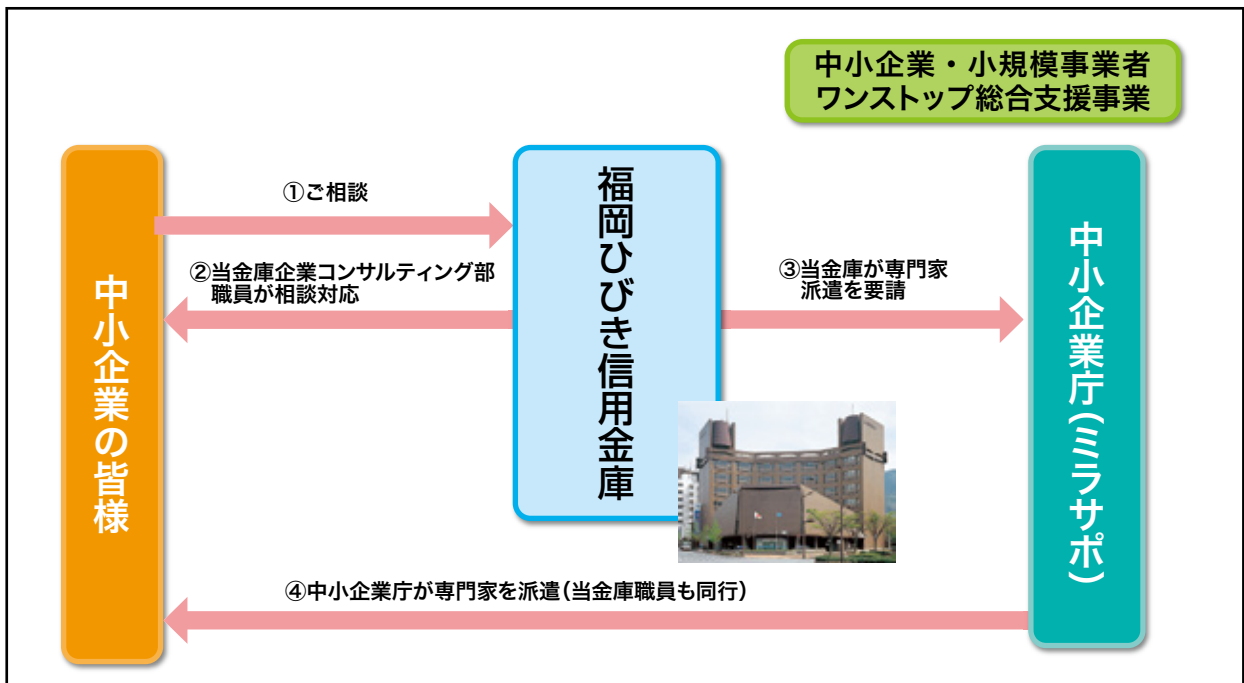 中小企業・小規模事業者
ワンストップ総合支援事業
中小企業の皆様
①ご相談
②当金庫企業コンサルティング部
職員が相談対応
福岡ひびき信用金庫
③当金庫が専門家
派遣を要請
中小企業庁(ミラサポ)
④中小企業庁が専門家を派遣(当金庫職員も同行)